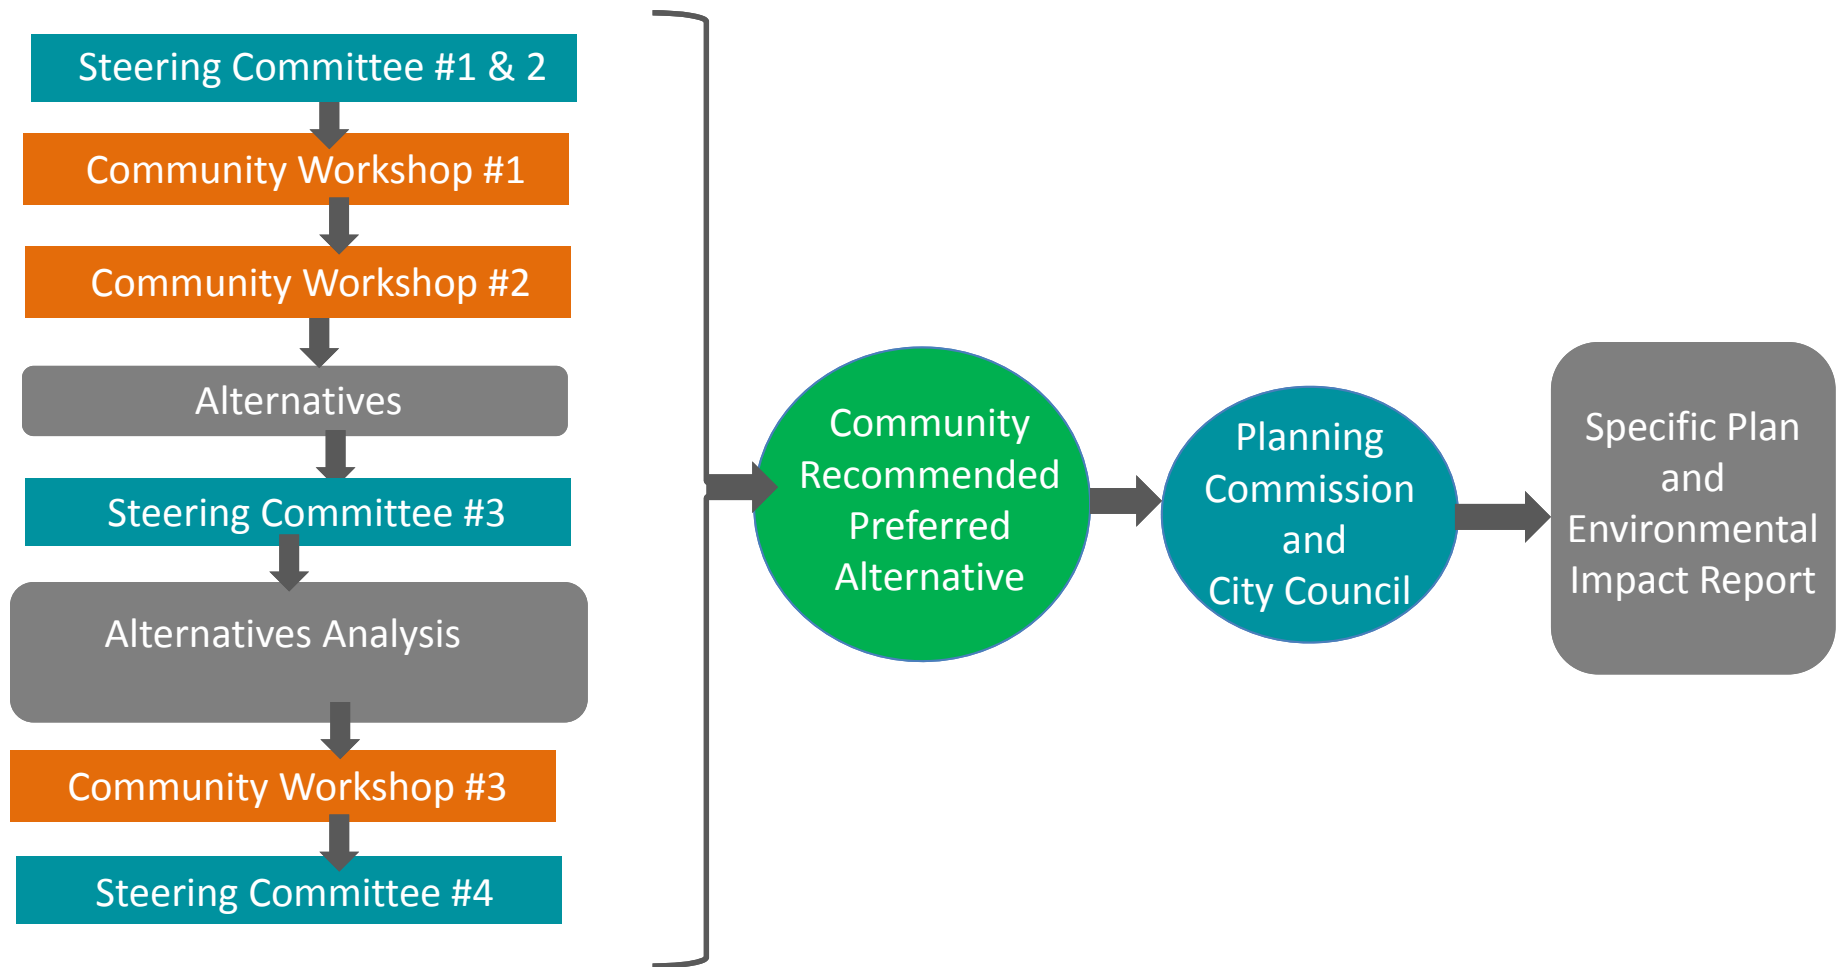 Steering Committee #1 & 2
Community Workshop #1
Community Workshop #2
Alternatives
Steering Committee #3
Alternatives Analysis
Community Workshop #3
Steering Committee #4
Community
Recommended
Preferred
Alternative
Planning
Commission
and
City Council
Specific Plan
and
Environmental
Impact Report